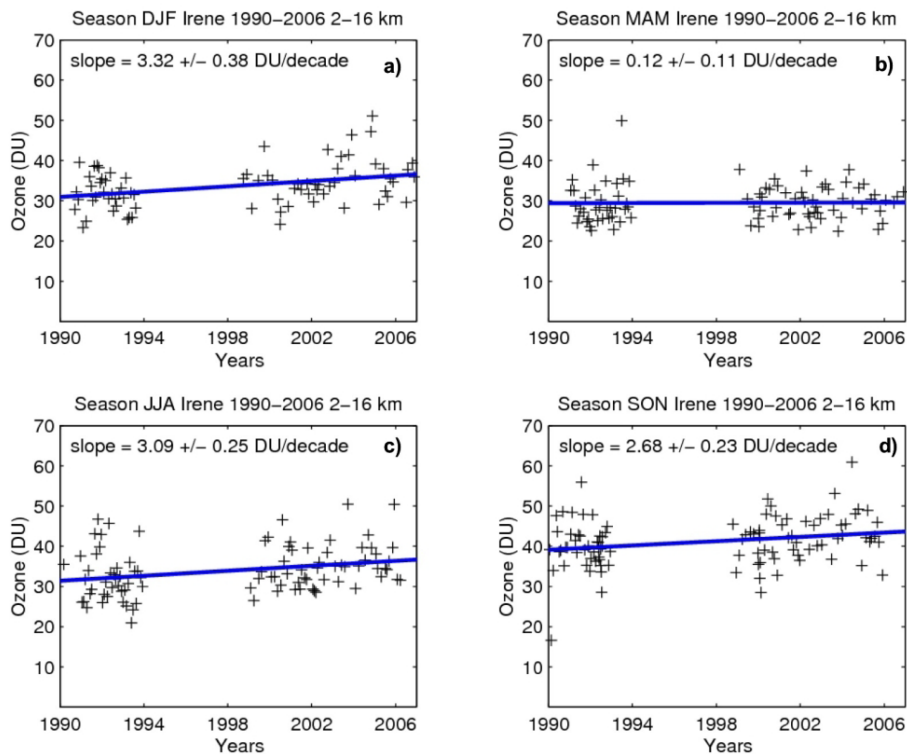 Season DJF Irene 1990−2006 2−16 km
slope = 3.32 +/− 0.38 DU/decade
a)
70
60
50
40
30
20
10
Ozone (DU)
1990 1994 1998 2002 2006
Years
Season MAM Irene 1990−2006 2−16 km
slope = 0.12 +/− 0.11 DU/decade
b)
70
60
50
40
30
20
10
Ozone (DU)
1990 1994 1998 2002 2006
Years
Season JJA Irene 1990−2006 2−16 km
slope = 3.09 +/− 0.25 DU/decade
c)
70
60
50
40
30
20
10
Ozone (DU)
1990 1994 1998 2002 2006
Years
Season SON Irene 1990−2006 2−16 km
slope = 2.68 +/− 0.23 DU/decade
d)
70
60
50
40
30
20
10
Ozone (DU)
1990 1994 1998 2002 2006
Years